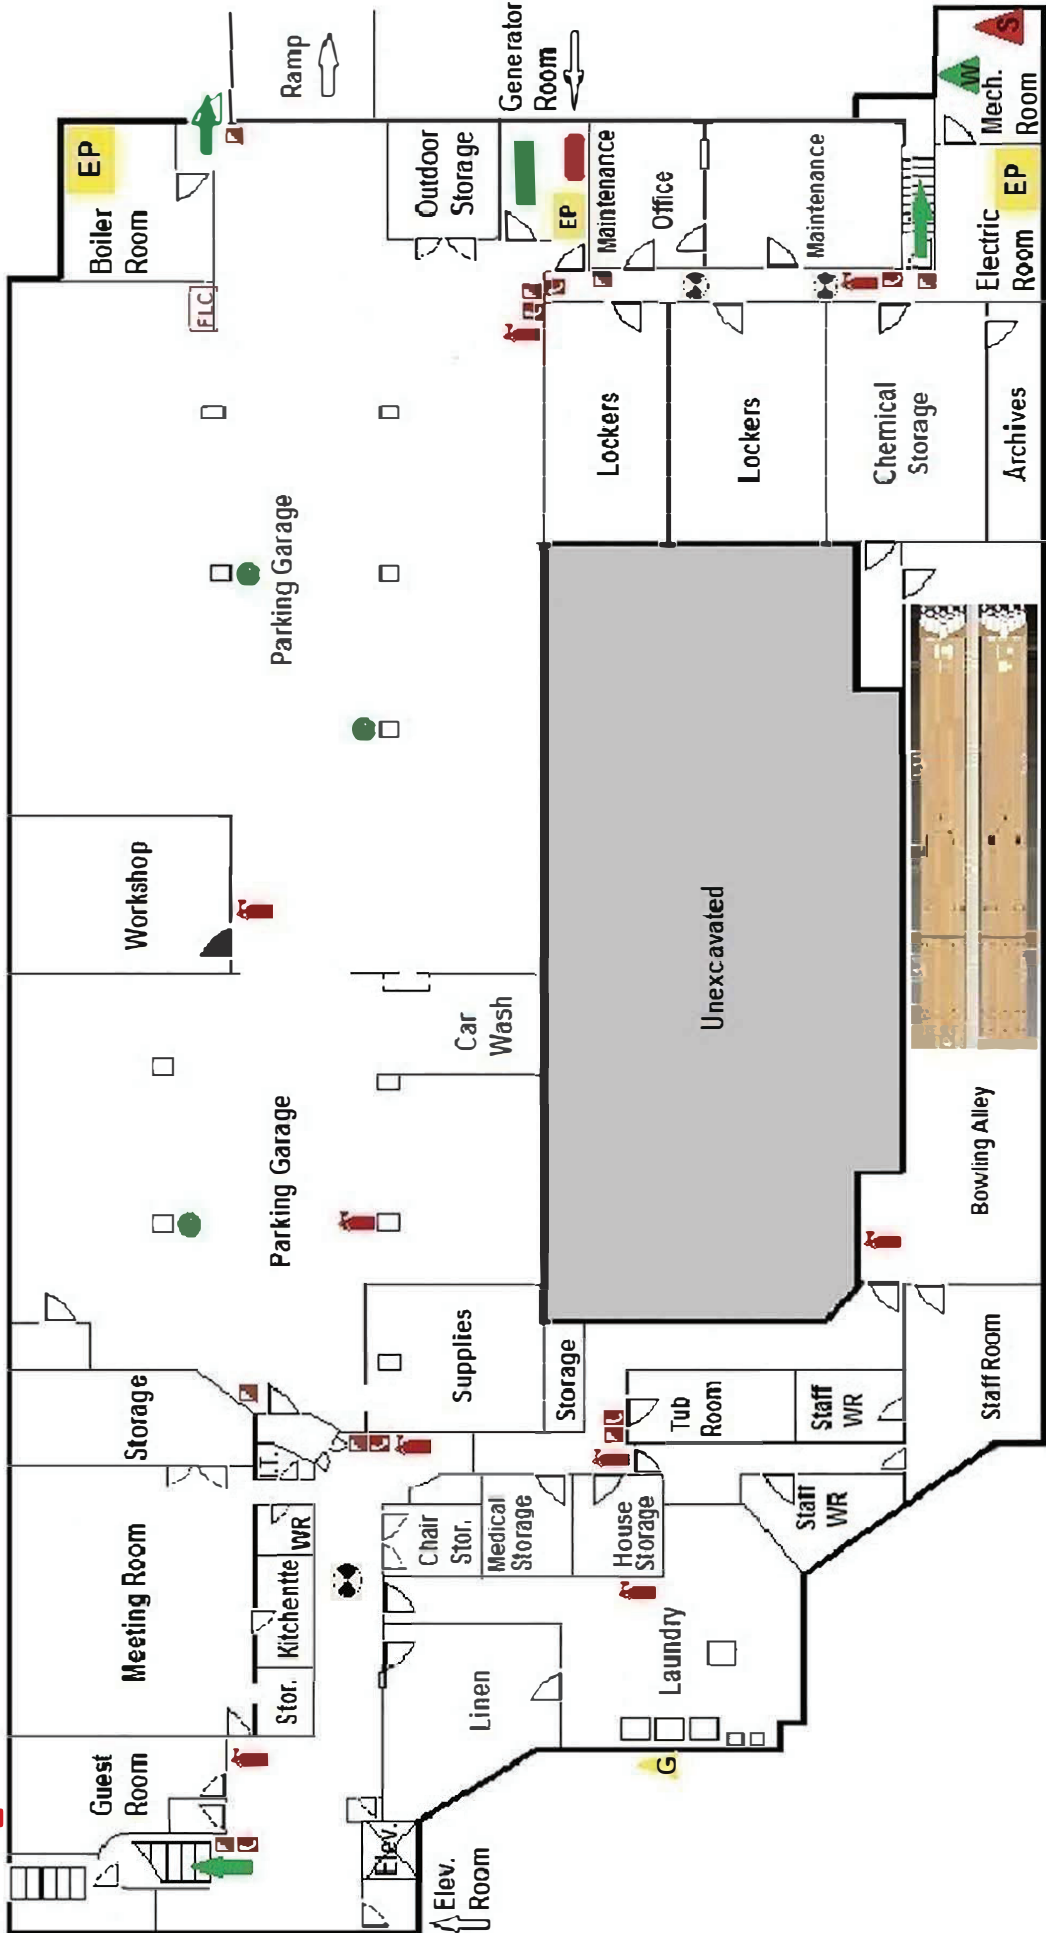 Ramp
Generator
Room
S
W
Mech.
Room
EP
Boiler
Room
Outdoor
Storage
EP
Maintenance
Office
Maintenance
Electric
Room
EP
FLC
Lockers
Lockers
Chemical
Storage
Archives
Parking Garage
Workshop
Car
Wash
Unexcavated
Parking Garage
Bowling Alley
Storage
Supplies
Storage
Tub
Room
Staff
WR
Staff Room
I.T.
Meeting Room
WR
Kitchentte
Stor.
Chair
Stor.
Medical
Storage
House
Storage
Staff
WR
Linen
Laundry
G
Guest
Room
Elev.
Elev.
Room